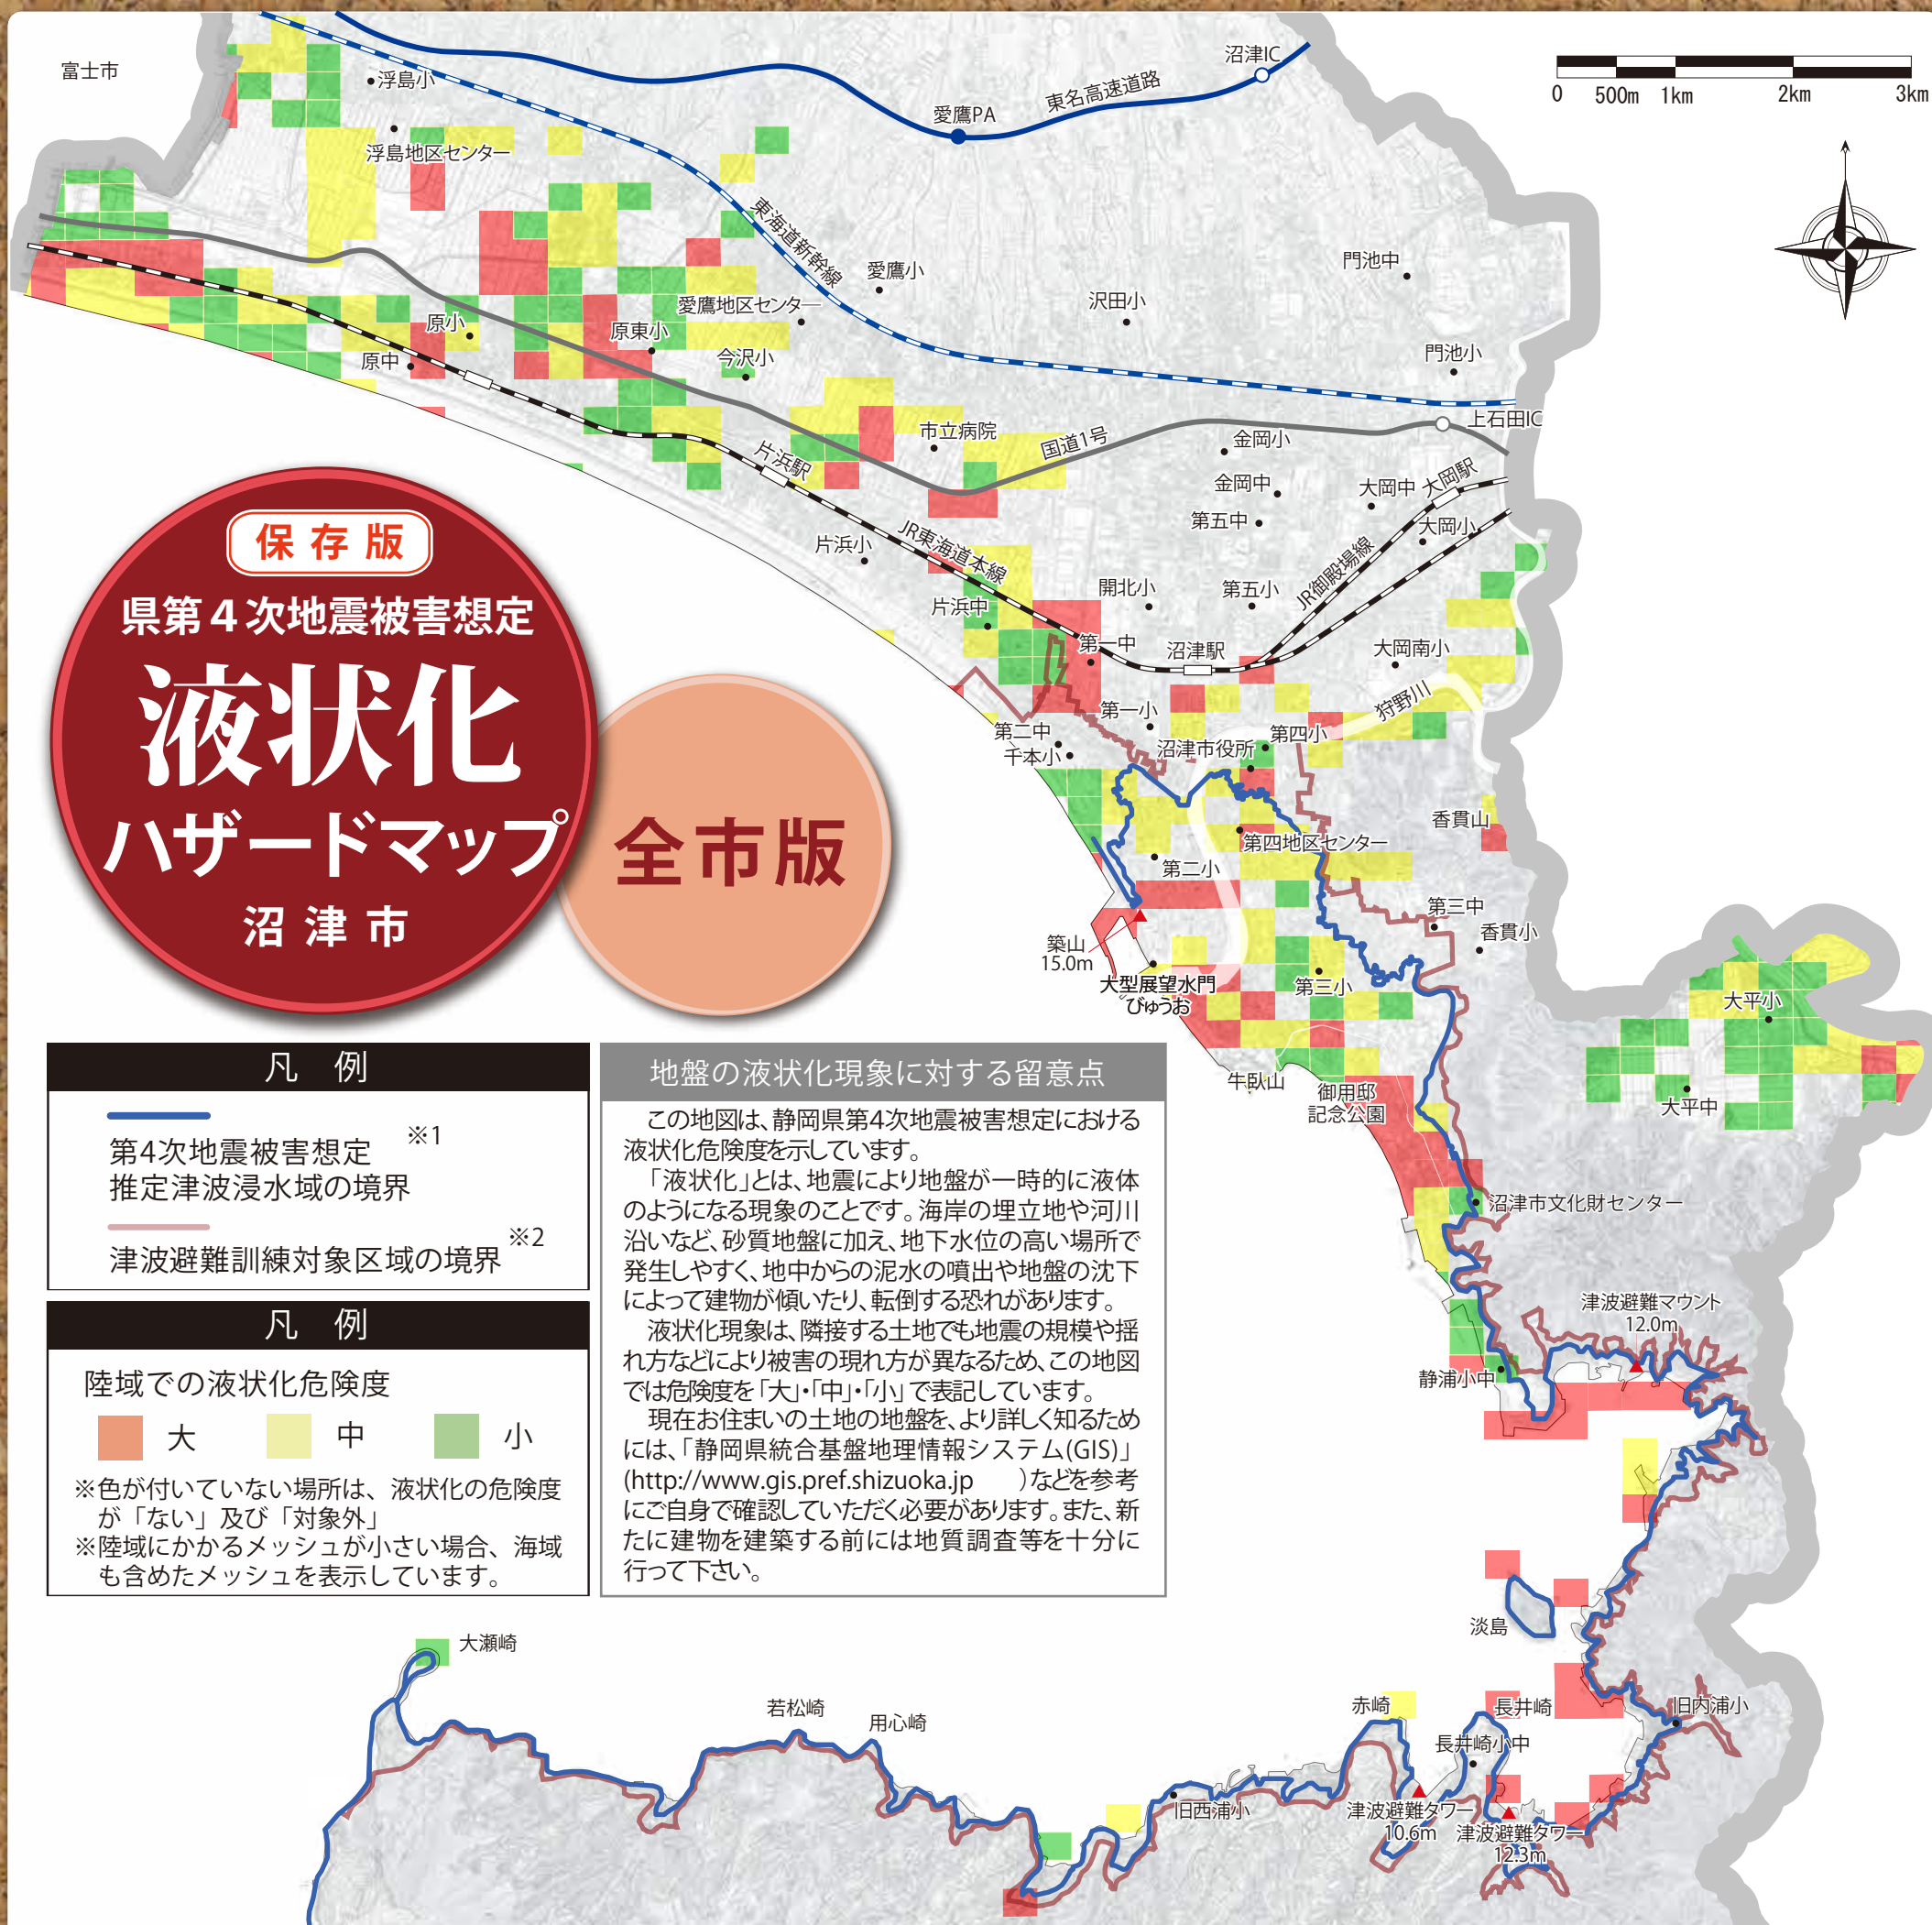 富士市
浮島小
浮島地区センター
愛鷹PA
東名高速道路
沼津IC
0 500m 1km 2km 3km
東海道新幹線
愛鷹小
愛鷹地区センター
沢田小
門池中
門池小
原小
原中
原東小
今沢小
市立病院
国道1号
上石田IC
片浜駅
金岡小
金岡中
第五中
大岡中
大岡駅
大岡小
片浜小
JR東海道本線
片浜中
開北小
第五小
JR御殿場線
第一中
沼津駅
大岡南小
狩野川
第一小
第二中
千本小
沼津市役所
第四小
香貫山
第四地区センター
第二小
第三中
香貫小
築山
15.0m
大型展望水門
びゅうお
第三小
牛臥山
御用邸
記念公園
大平小
大平中
沼津市文化財センター
津波避難マウント
12.0m
静浦小中
保存版
県第4次地震被害想定
液状化
ハザードマップ
沼津市
全市版
凡 例
第4次地震被害想定 ※1
推定津波浸水域の境界
津波避難訓練対象区域の境界 ※2
凡 例
陸域での液状化危険度
大 中 小
※色が付いていない場所は、液状化の危険度
が「ない」及び「対象外」
※陸域にかかるメッシュが小さい場合、海域
も含めたメッシュを表示しています。
地盤の液状化現象に対する留意点
この地図は、静岡県第4次地震被害想定における
液状化危険度を示しています。
「液状化」とは、地震により地盤が一時的に液体
のようになる現象のことです。海岸の埋立地や河川
沿いなど、砂質地盤に加え、地下水位の高い場所で
発生しやすく、地中からの泥水の噴出や地盤の沈下
によって建物が傾いたり、転倒する恐れがあります。
液状化現象は、隣接する土地でも地震の規模や揺
れ方などにより被害の現れ方が異なるため、この地図
では危険度を「大」・「中」・「小」で表記しています。
現在お住まいの土地の地盤を、より詳しく知るため
には、「静岡県統合基盤地理情報システム(GIS)」
(http://www.gis.pref.shizuoka.jp )などを参考
にご自身で確認していただく必要があります。また、新
たに建物を建築する前には地質調査等を十分に
行って下さい。
淡島
大瀬崎
若松崎
用心崎
赤崎
長井崎
旧内浦小
長井崎小中
旧西浦小
津波避難タワー
10.6m
津波避難タワー
12.3m